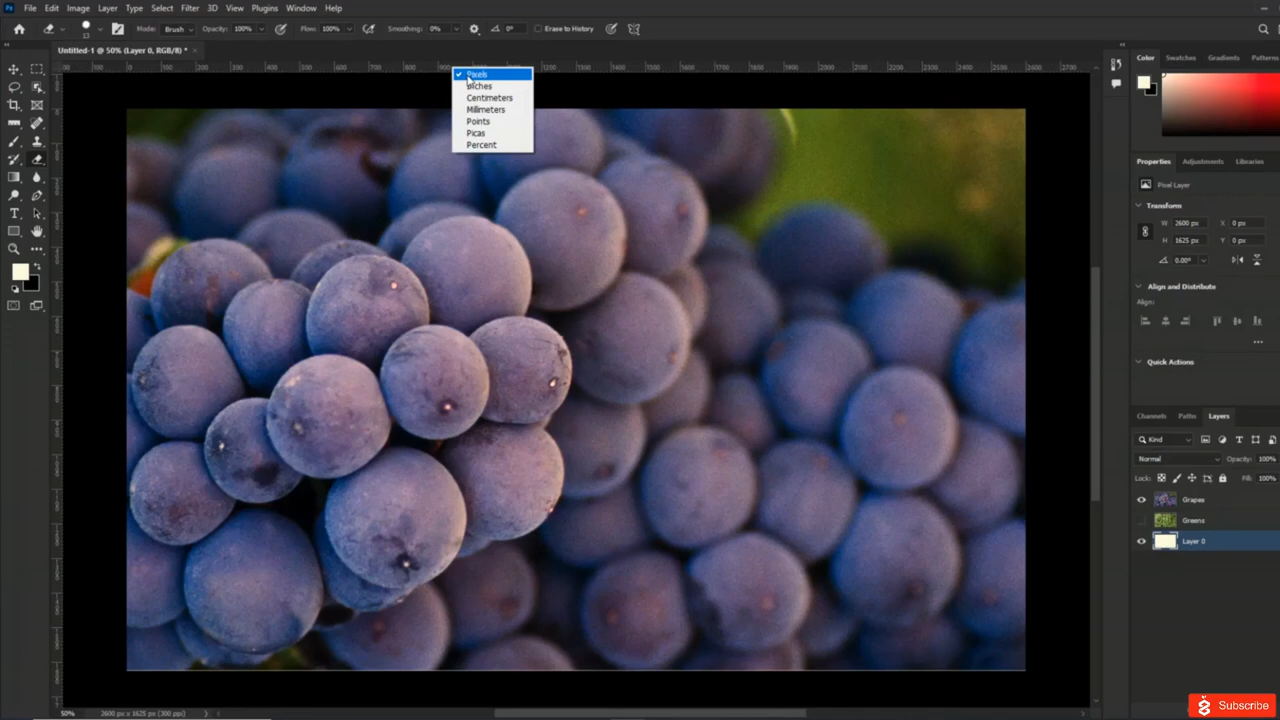 File Edit Image Layer Type Select Filter 3D View Plugins Window Help
13 Mode: Brush Opacity: 100% Flow: 100% Smoothing: 0% 0° Erase to History
Untitled-1 @ 50% (Layer 0, RGB/8) *
Pixels
Inches
Centimeters
Millimeters
Points
Picas
Percent
Color Swatches Gradients Patterns
Properties Adjustments Libraries
Pixel Layer
Transform
W 2600 px X 0 px
H 1625 px Y 0 px
0.00°
Align and Distribute
Align:
Quick Actions
Channels Paths Layers
Kind
Normal Opacity: 100%
Lock: Fill: 100%
Grapes
Greens
Layer 0
50% 2600 px x 1625 px (300 ppi)
Subscribe